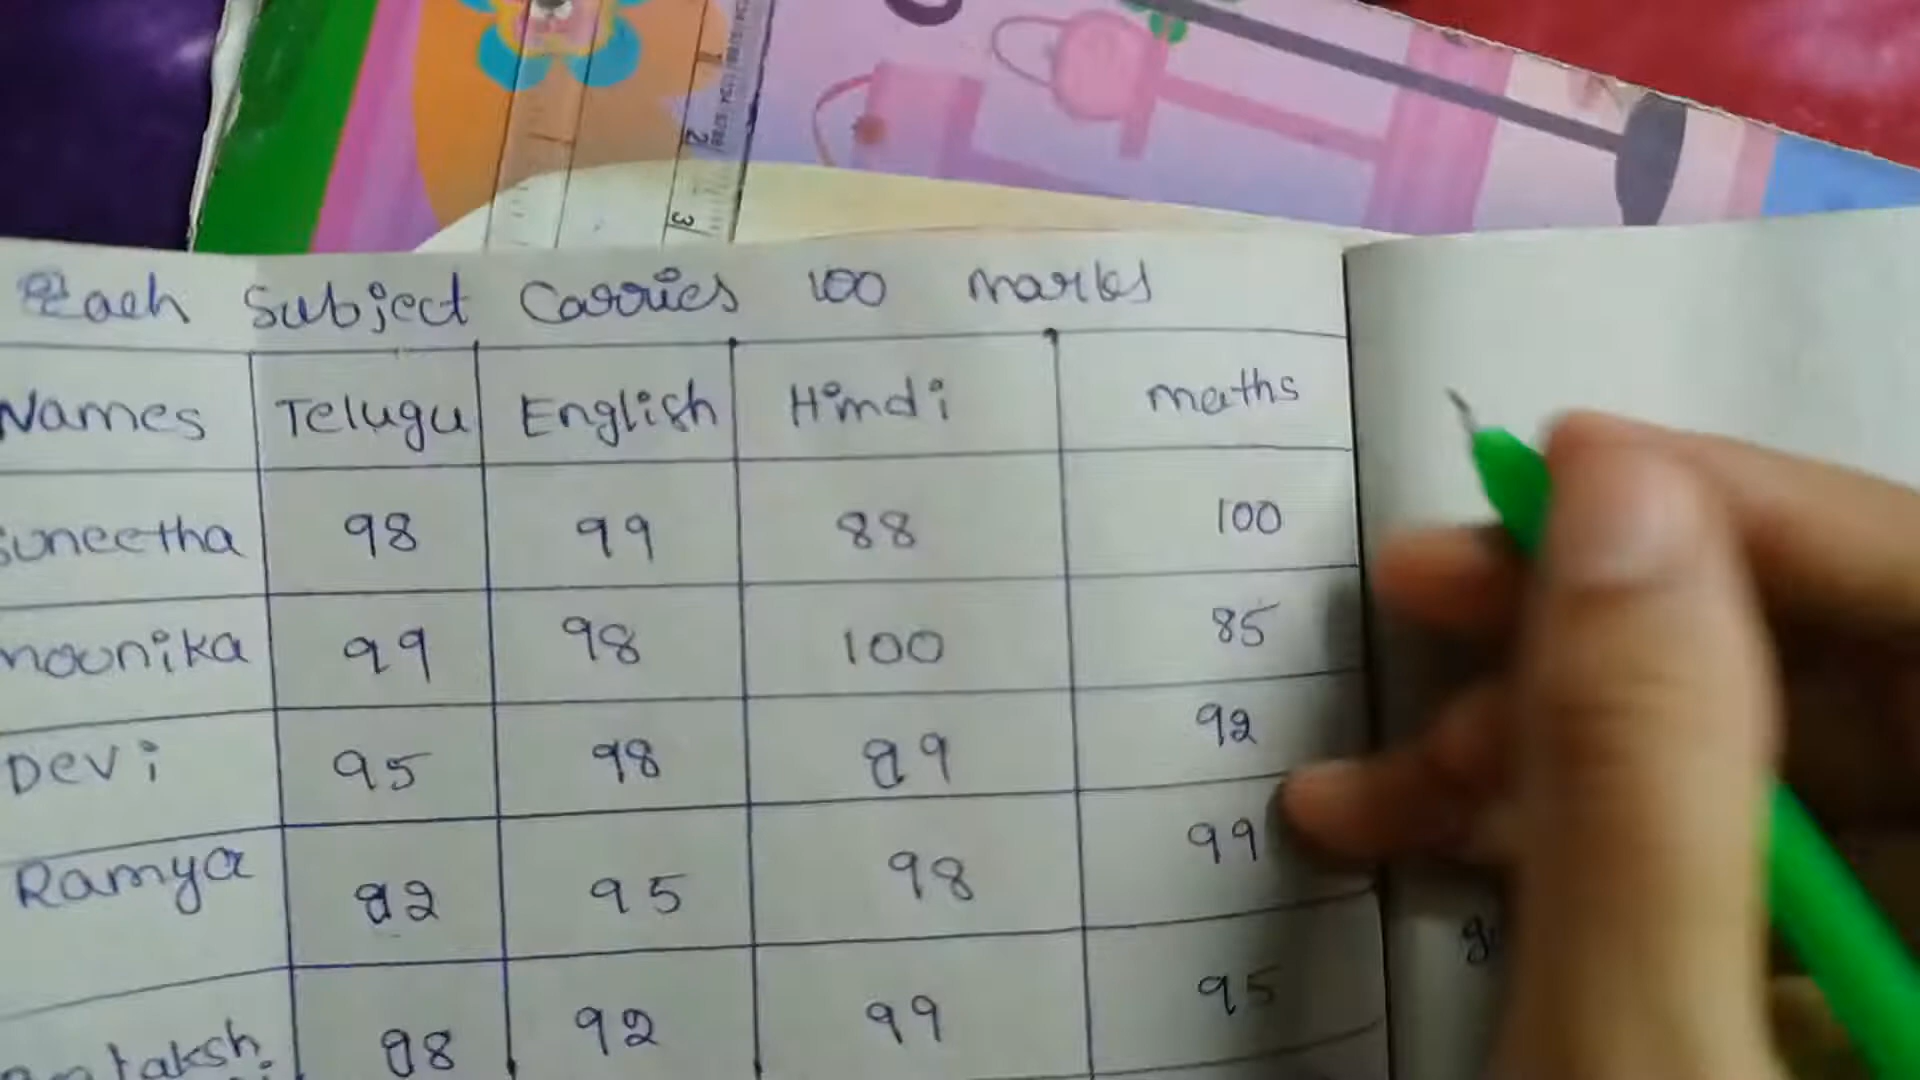 Each Subject Carries 100 marks
Names Telugu English Hindi maths
Suneetha 98 99 88 100
mounika 99 98 100 85
Devi 95 98 99 92
Ramya 92 95 98 99
98 92 99 95